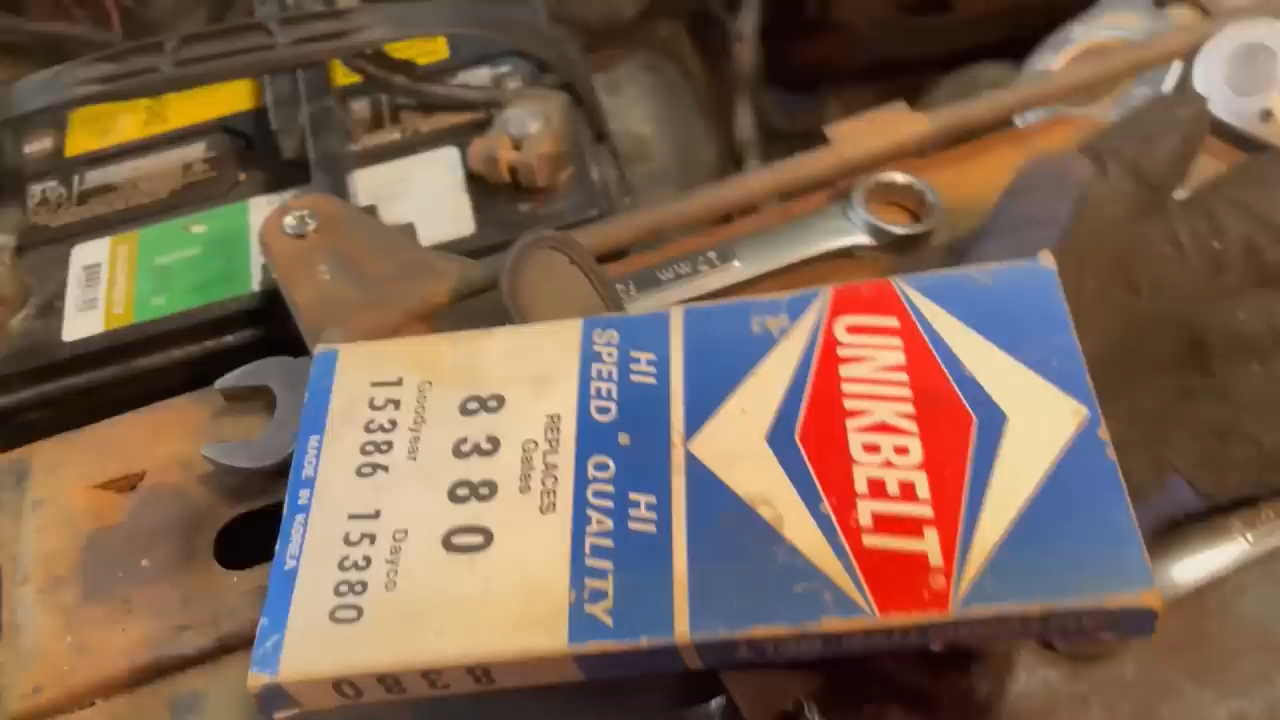 UNIKBELT®
HI HI
SPEED QUALITY
REPLACES
Gates
8380
Goodyear Dayco
15386 15380
MADE IN KOREA
8380